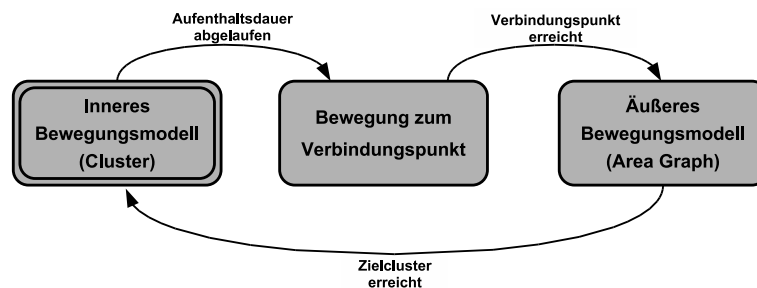 Aufenthaltsdauer
abgelaufen
Verbindungspunkt
erreicht
Inneres
Bewegungsmodell
(Cluster)
Bewegung zum
Verbindungspunkt
Äußeres
Bewegungsmodell
(Area Graph)
Zielcluster
erreicht